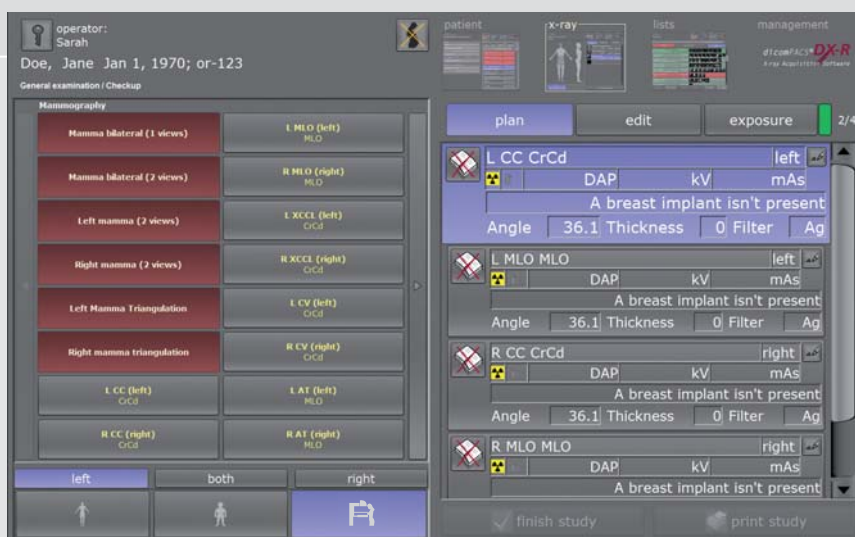 operator:
Sarah
Doe, Jane Jan 1, 1970; or-123
General examination / Checkup
patient
x-ray
lists
management
dicomPACS® DX-R
X-ray Acquisition Software
Mammography
Mamma bilateral (1 views)
L MLO (left)
MLO
Mamma bilateral (2 views)
R MLO (right)
MLO
Left mamma (2 views)
L XCCL (left)
CrCd
Right mamma (2 views)
R XCCL (right)
CrCd
Left Mamma Triangulation
L CV (left)
CrCd
Right mamma triangulation
R CV (right)
CrCd
L CC (left)
CrCd
L AT (left)
MLO
R CC (right)
CrCd
R AT (right)
MLO
left both right
plan edit exposure 2/4
L CC CrCd left
DAP kV mAs
A breast implant isn't present
Angle 36.1 Thickness 0 Filter Ag
L MLO MLO left
DAP kV mAs
A breast implant isn't present
Angle 36.1 Thickness 0 Filter Ag
R CC CrCd right
DAP kV mAs
A breast implant isn't present
Angle 36.1 Thickness 0 Filter Ag
R MLO MLO right
DAP kV mAs
A breast implant isn't present
finish study print study